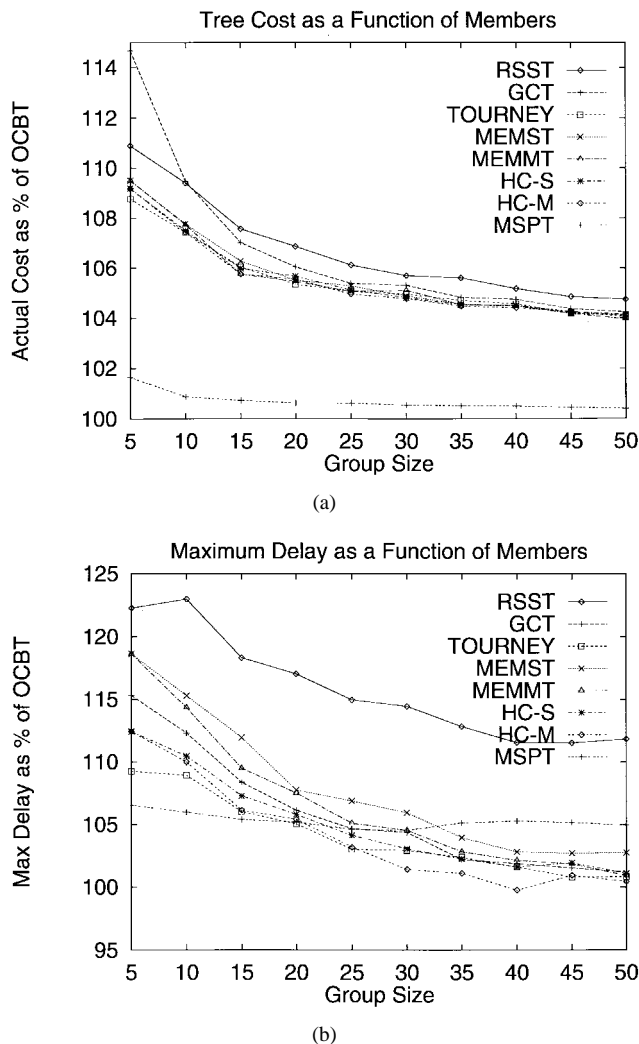 Tree Cost as a Function of Members
Actual Cost as % of OCBT
114
112
110
108
106
104
102
100
RSST
GCT
TOURNEY
MEMST
MEMMT
HC-S
HC-M
MSPT
5 10 15 20 25 30 35 40 45 50
Group Size
(a)
Maximum Delay as a Function of Members
Max Delay as % of OCBT
125
120
115
110
105
100
95
RSST
GCT
TOURNEY
MEMST
MEMMT
HC-S
HC-M
MSPT
5 10 15 20 25 30 35 40 45 50
Group Size
(b)